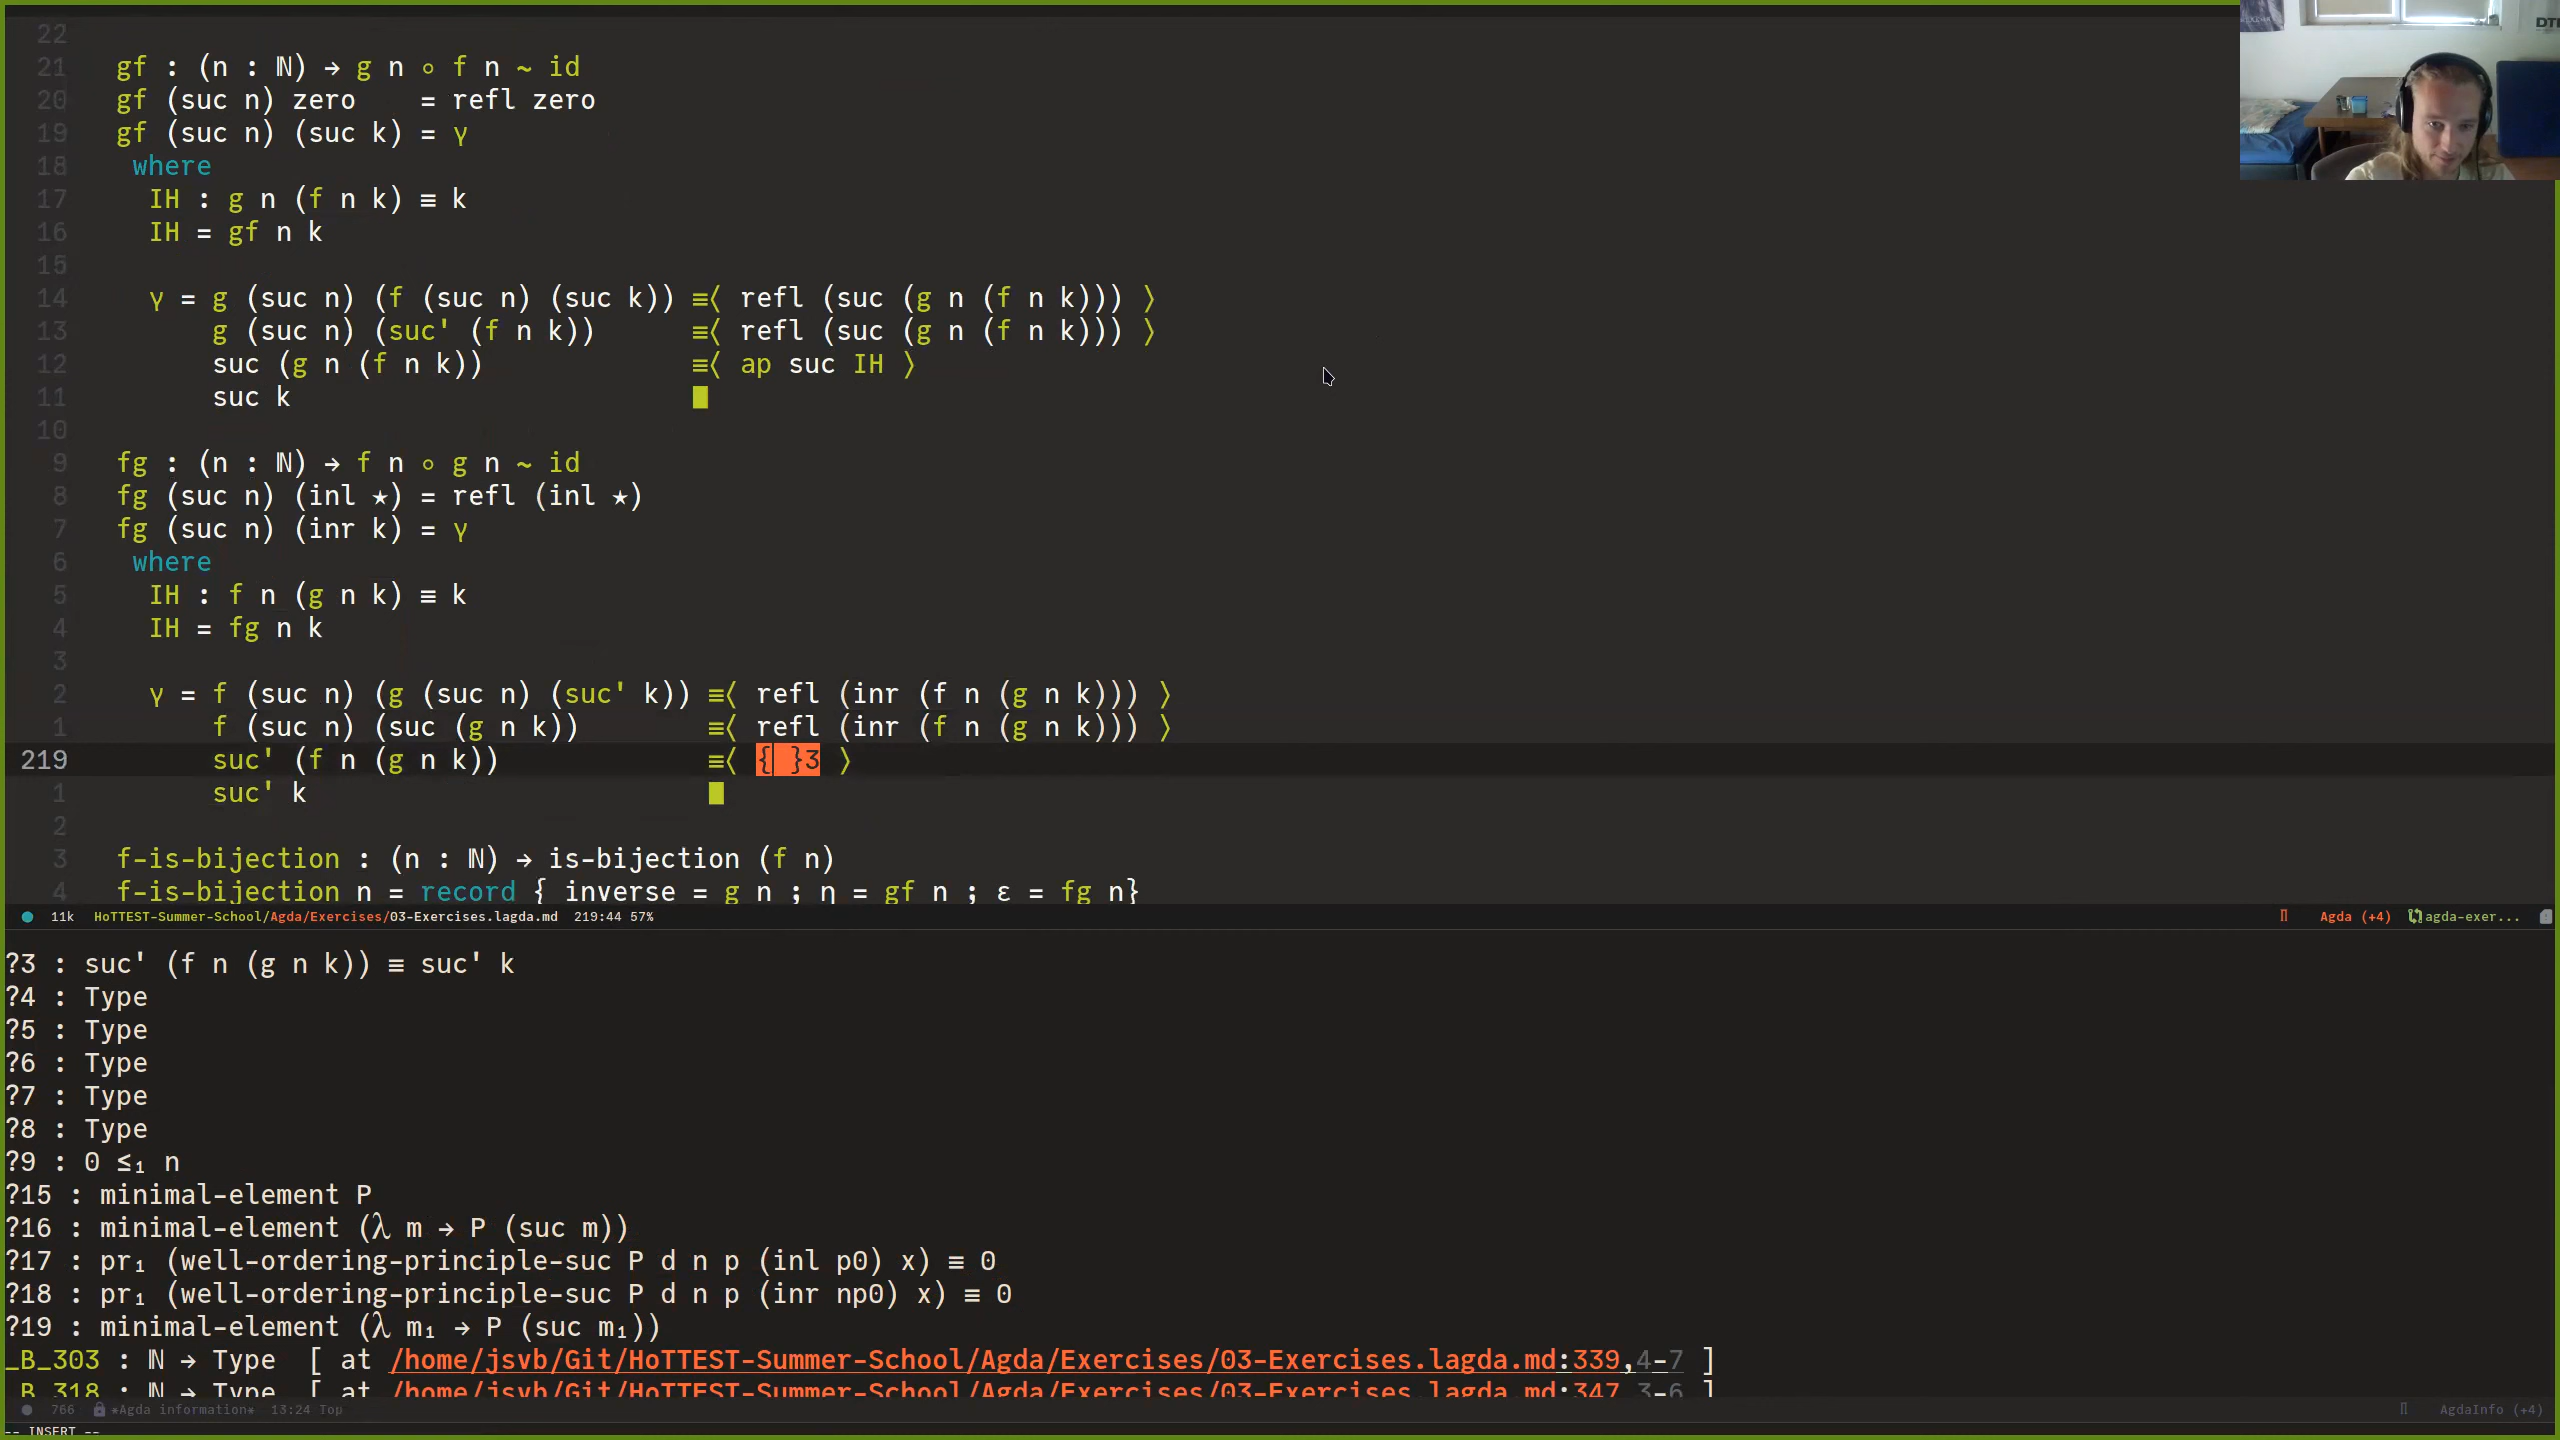 22
21 gf : (n : ℕ) → g n ∘ f n ~ id
20 gf (suc n) zero    = refl zero
19 gf (suc n) (suc k) = γ
18 where
17 IH : g n (f n k) ≡ k
16 IH = gf n k
15
14 γ = g (suc n) (f (suc n) (suc k)) ≡⟨ refl (suc (g n (f n k))) ⟩
13 g (suc n) (suc' (f n k))      ≡⟨ refl (suc (g n (f n k))) ⟩
12 suc (g n (f n k))             ≡⟨ ap suc IH ⟩
11 suc k                         ∎
10
9 fg : (n : ℕ) → f n ∘ g n ~ id
8 fg (suc n) (inl ⋆) = refl (inl ⋆)
7 fg (suc n) (inr k) = γ
6 where
5 IH : f n (g n k) ≡ k
4 IH = fg n k
3
2 γ = f (suc n) (g (suc n) (suc' k)) ≡⟨ refl (inr (f n (g n k))) ⟩
1 f (suc n) (suc (g n k))        ≡⟨ refl (inr (f n (g n k))) ⟩
219 suc' (f n (g n k))             ≡⟨ { }3 ⟩
1 suc' k                         ∎
2
3 f-is-bijection : (n : ℕ) → is-bijection (f n)
4 f-is-bijection n = record { inverse = g n ; η = gf n ; ε = fg n}
11k HoTTEST-Summer-School/Agda/Exercises/03-Exercises.lagda.md 219:44 57% Agda (+4) agda-exer...
?3 : suc' (f n (g n k)) ≡ suc' k
?4 : Type
?5 : Type
?6 : Type
?7 : Type
?8 : Type
?9 : 0 ≤₁ n
?15 : minimal-element P
?16 : minimal-element (λ m → P (suc m))
?17 : pr₁ (well-ordering-principle-suc P d n p (inl p0) x) ≡ 0
?18 : pr₁ (well-ordering-principle-suc P d n p (inr np0) x) ≡ 0
?19 : minimal-element (λ m₁ → P (suc m₁))
_B_303 : ℕ → Type  [ at /home/jsvb/Git/HoTTEST-Summer-School/Agda/Exercises/03-Exercises.lagda.md:339,4-7 ]
_B_318 : ℕ → Type  [ at /home/jsvb/Git/HoTTEST-Summer-School/Agda/Exercises/03-Exercises.lagda.md:347,3-6 ]
766 *Agda information* 13:24 Top AgdaInfo (+4)
-- INSERT --